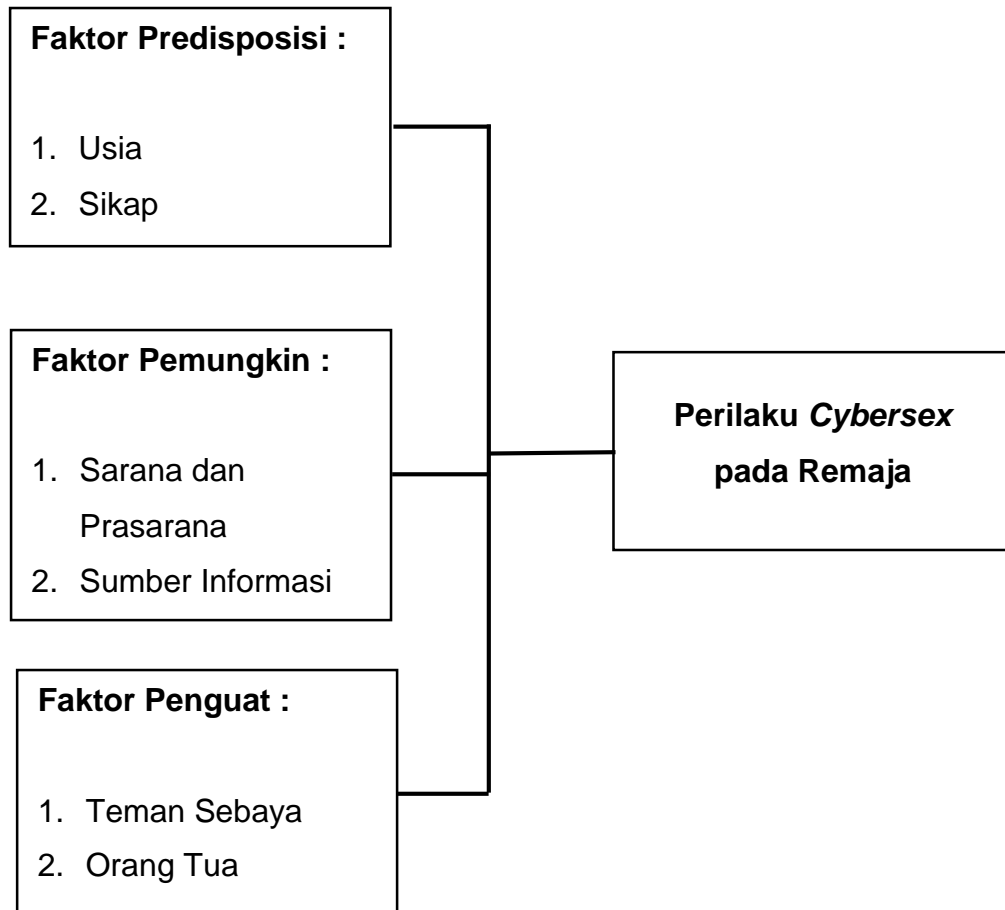 Faktor Predisposisi :
1. Usia
2. Sikap
Faktor Pemungkin :
1. Sarana dan
Prasarana
2. Sumber Informasi
Faktor Penguat :
1. Teman Sebaya
2. Orang Tua
Perilaku Cybersex
pada Remaja